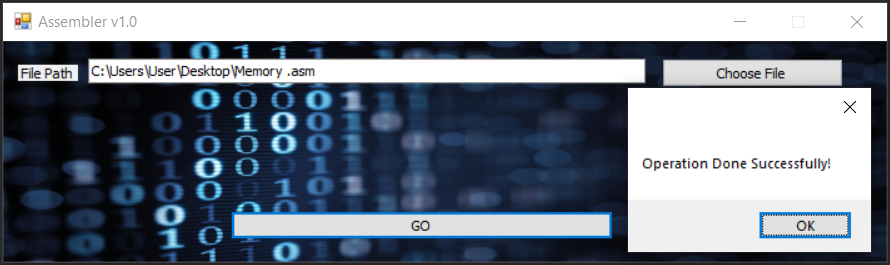 Assembler v1.0
File Path
C:\Users\User\Desktop\Memory .asm
Choose File
Operation Done Successfully!
GO
OK